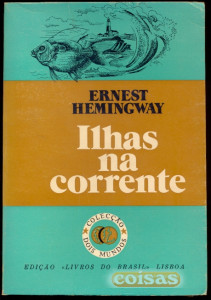 ERNEST
HEMINGWAY
Ilhas
na
corrente
COLECÇÃO
DOIS MUNDOS
EDIÇÃO «LIVROS DO BRASIL» LISBOA
coisas